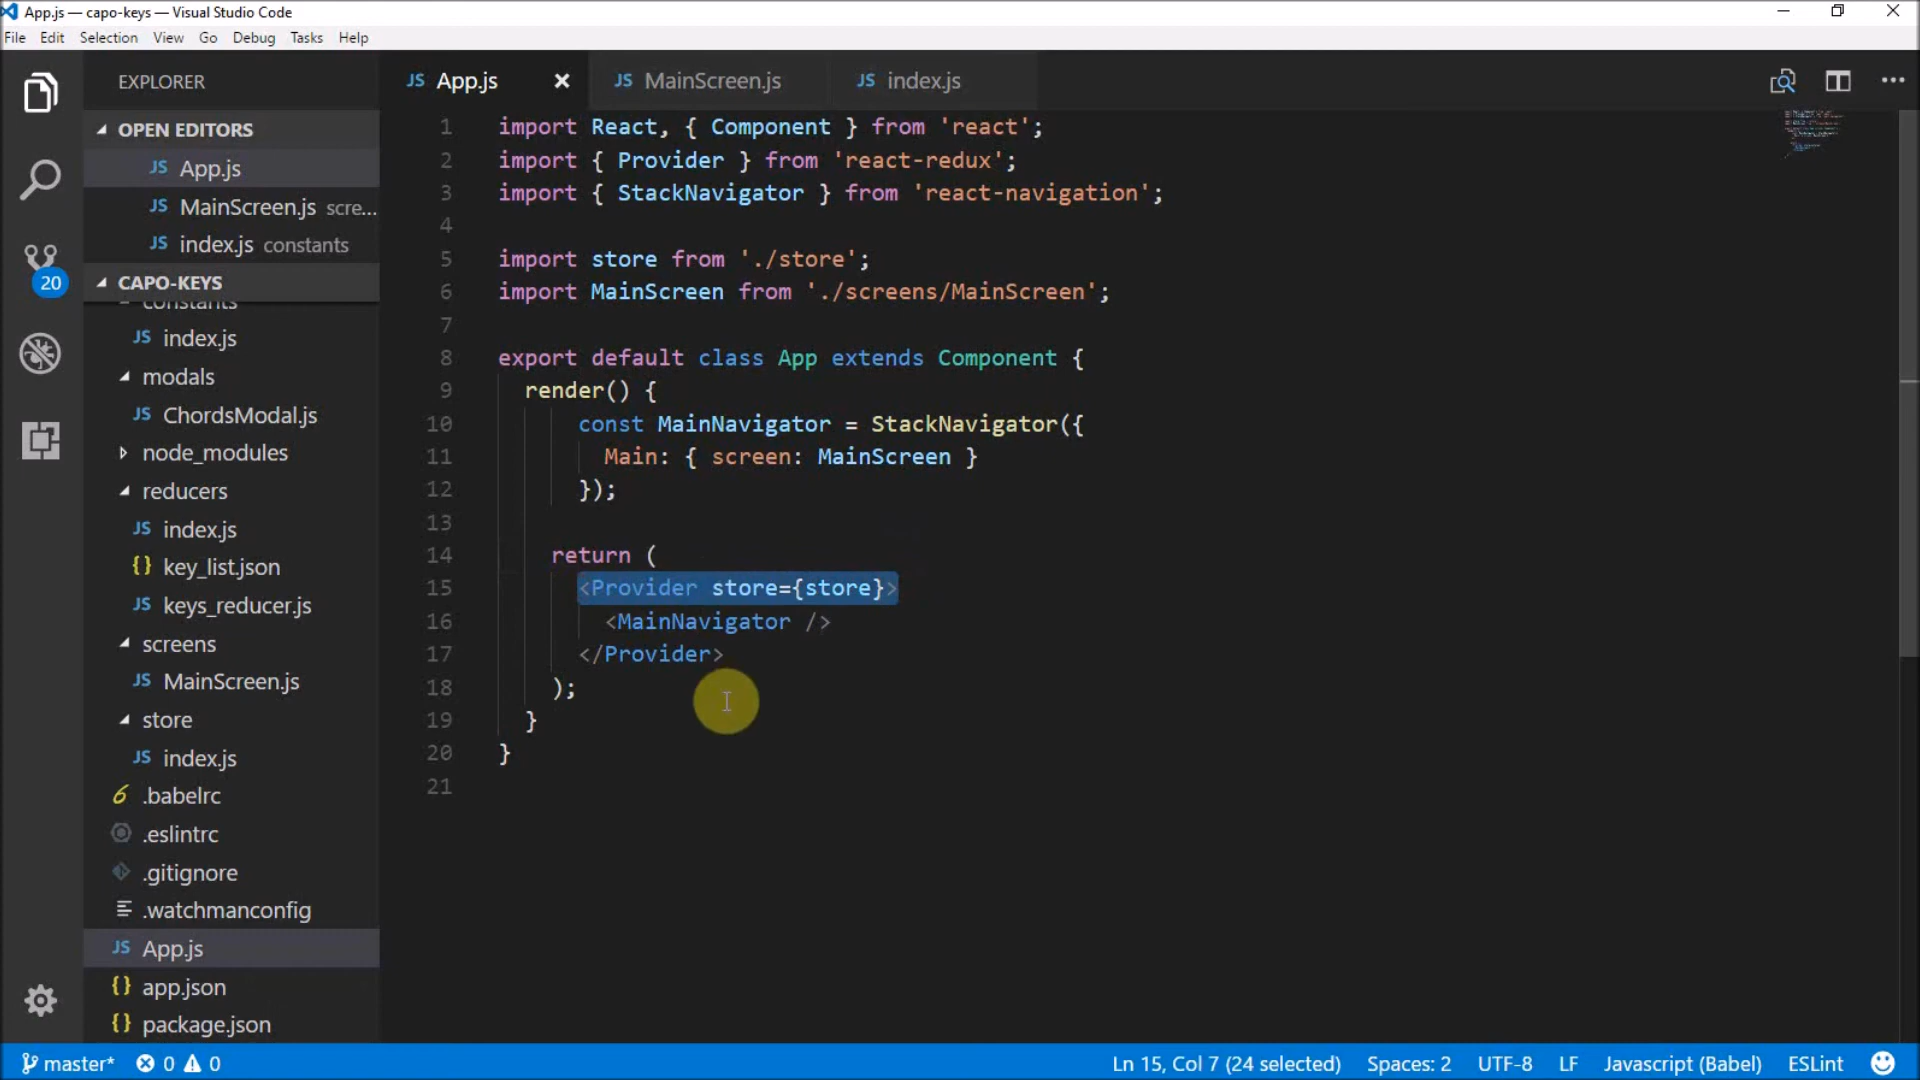 App.js — capo-keys — Visual Studio Code
File Edit Selection View Go Debug Tasks Help
EXPLORER
OPEN EDITORS
JS App.js
JS MainScreen.js scre...
JS index.js constants
20
CAPO-KEYS
constants
JS index.js
modals
JS ChordsModal.js
node_modules
reducers
JS index.js
{} key_list.json
JS keys_reducer.js
screens
JS MainScreen.js
store
JS index.js
6 .babelrc
.eslintrc
.gitignore
.watchmanconfig
JS App.js
{} app.json
{} package.json
JS App.js JS MainScreen.js JS index.js
1 import React, { Component } from 'react';
2 import { Provider } from 'react-redux';
3 import { StackNavigator } from 'react-navigation';
4
5 import store from './store';
6 import MainScreen from './screens/MainScreen';
7
8 export default class App extends Component {
9 render() {
10 const MainNavigator = StackNavigator({
11 Main: { screen: MainScreen }
12 });
13
14 return (
15 <Provider store={store}>
16 <MainNavigator />
17 </Provider>
18 );
19 }
20 }
21
master* 0 0 Ln 15, Col 7 (24 selected) Spaces: 2 UTF-8 LF Javascript (Babel) ESLint